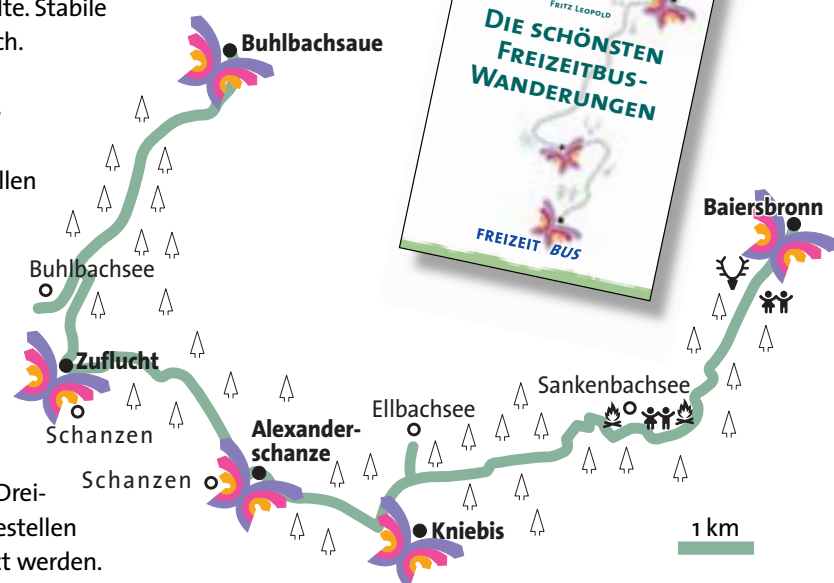 lte. Stabile
ch.
llen
Drei-
estellen
t werden.
Fritz Leopold
Die schönsten
Freizeitbus-
Wanderungen
FREIZEIT BUS
Buhlbachsaue
Baiersbronn
Buhlbachsee
Zuflucht
Schanzen
Sankenbachsee
Ellbachsee
Alexander-
schanze
Schanzen
Kniebis
1 km